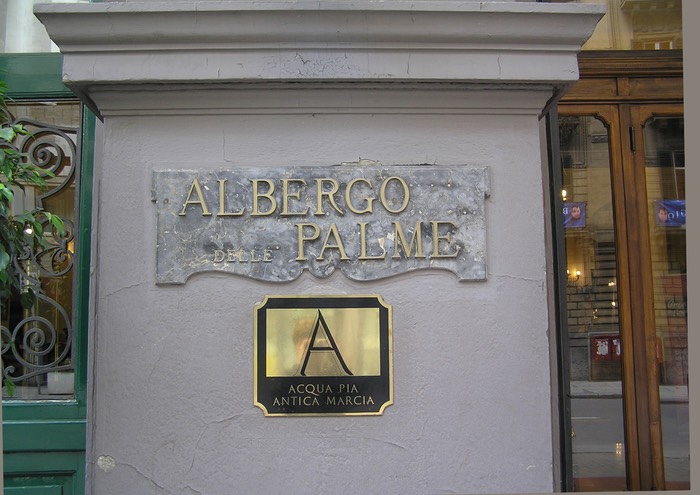 ALBERGO
DELLE PALME
A
ACQUA PIA
ANTICA MARCIA